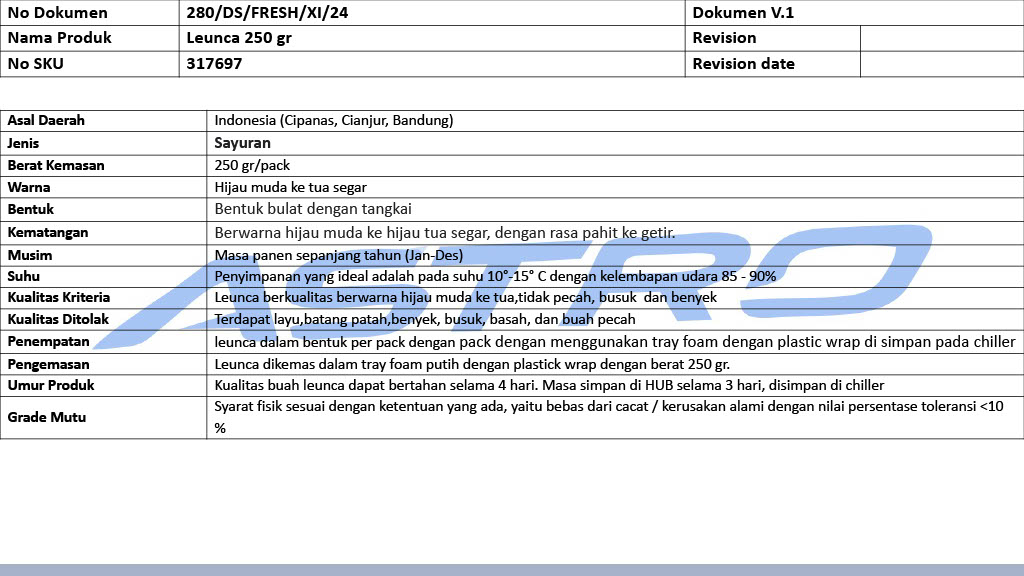 No Dokumen 280/DS/FRESH/XI/24 Dokumen V.1
Nama Produk Leunca 250 gr Revision
No SKU 317697 Revision date
Asal Daerah Indonesia (Cipanas, Cianjur, Bandung)
Jenis Sayuran
Berat Kemasan 250 gr/pack
Warna Hijau muda ke tua segar
Bentuk Bentuk bulat dengan tangkai
Kematangan Berwarna hijau muda ke hijau tua segar, dengan rasa pahit ke getir.
Musim Masa panen sepanjang tahun (Jan-Des)
Suhu Penyimpanan yang ideal adalah pada suhu 10°-15° C dengan kelembapan udara 85 - 90%
Kualitas Kriteria Leunca berkualitas berwarna hijau muda ke tua,tidak pecah, busuk dan benyek
Kualitas Ditolak Terdapat layu,batang patah,benyek, busuk, basah, dan buah pecah
Penempatan leunca dalam bentuk per pack dengan pack dengan menggunakan tray foam dengan plastic wrap di simpan pada chiller
Pengemasan Leunca dikemas dalam tray foam putih dengan plastick wrap dengan berat 250 gr.
Umur Produk Kualitas buah leunca dapat bertahan selama 4 hari. Masa simpan di HUB selama 3 hari, disimpan di chiller
Grade Mutu Syarat fisik sesuai dengan ketentuan yang ada, yaitu bebas dari cacat / kerusakan alami dengan nilai persentase toleransi <10
%
ASTRO